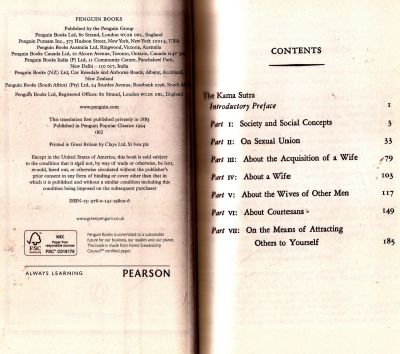 PENGUIN BOOKS
Published by the Penguin Group
Penguin Books Ltd, 80 Strand, London WC2R 0RL, England
Penguin Putnam Inc., 375 Hudson Street, New York, New York 10014, USA
Penguin Books Australia Ltd, Ringwood, Victoria, Australia
Penguin Books Canada Ltd, 10 Alcorn Avenue, Toronto, Ontario, Canada
Penguin Books India (P) Ltd, 11 Community Centre, Panchsheel Park,
New Delhi – 110 017, India
Penguin Books (NZ) Ltd, Cnr Rosedale and Airborne Roads, Albany, Auckland,
New Zealand
Penguin Books (South Africa) (Pty) Ltd, 24 Sturdee Avenue, Rosebank 2196, South
Penguin Books Ltd, Registered Offices: 80 Strand, London WC2R 0RL, England
www.penguin.com
This translation first published privately in 1883
Published in Penguin Popular Classics 1994
002
Printed in Great Britain by Clays Ltd, St Ives plc
Except in the United States of America, this book is sold subject
to the condition that it shall not, by way of trade or otherwise, be lent,
re-sold, hired out, or otherwise circulated without the publisher's
prior consent in any form of binding or cover other than that in
which it is published and without a similar condition including this
condition being imposed on the subsequent purchaser
www.greenpenguin.co.uk
FSC
MIX
Paper from
responsible sources
FSC® C018179
Penguin Books is committed to a sustainable
future for our business, our readers and our planet.
This book is made from Forest Stewardship
Council™ certified paper.
ALWAYS LEARNING
PEARSON
CONTENTS
The Kama Sutra
Introductory Preface 1
Part I: Society and Social Concepts 3
Part II: On Sexual Union 33
Part III: About the Acquisition of a Wife 79
Part IV: About a Wife 103
Part V: About the Wives of Other Men 117
Part VI: About Courtesans 149
Part VII: On the Means of Attracting
Others to Yourself 185